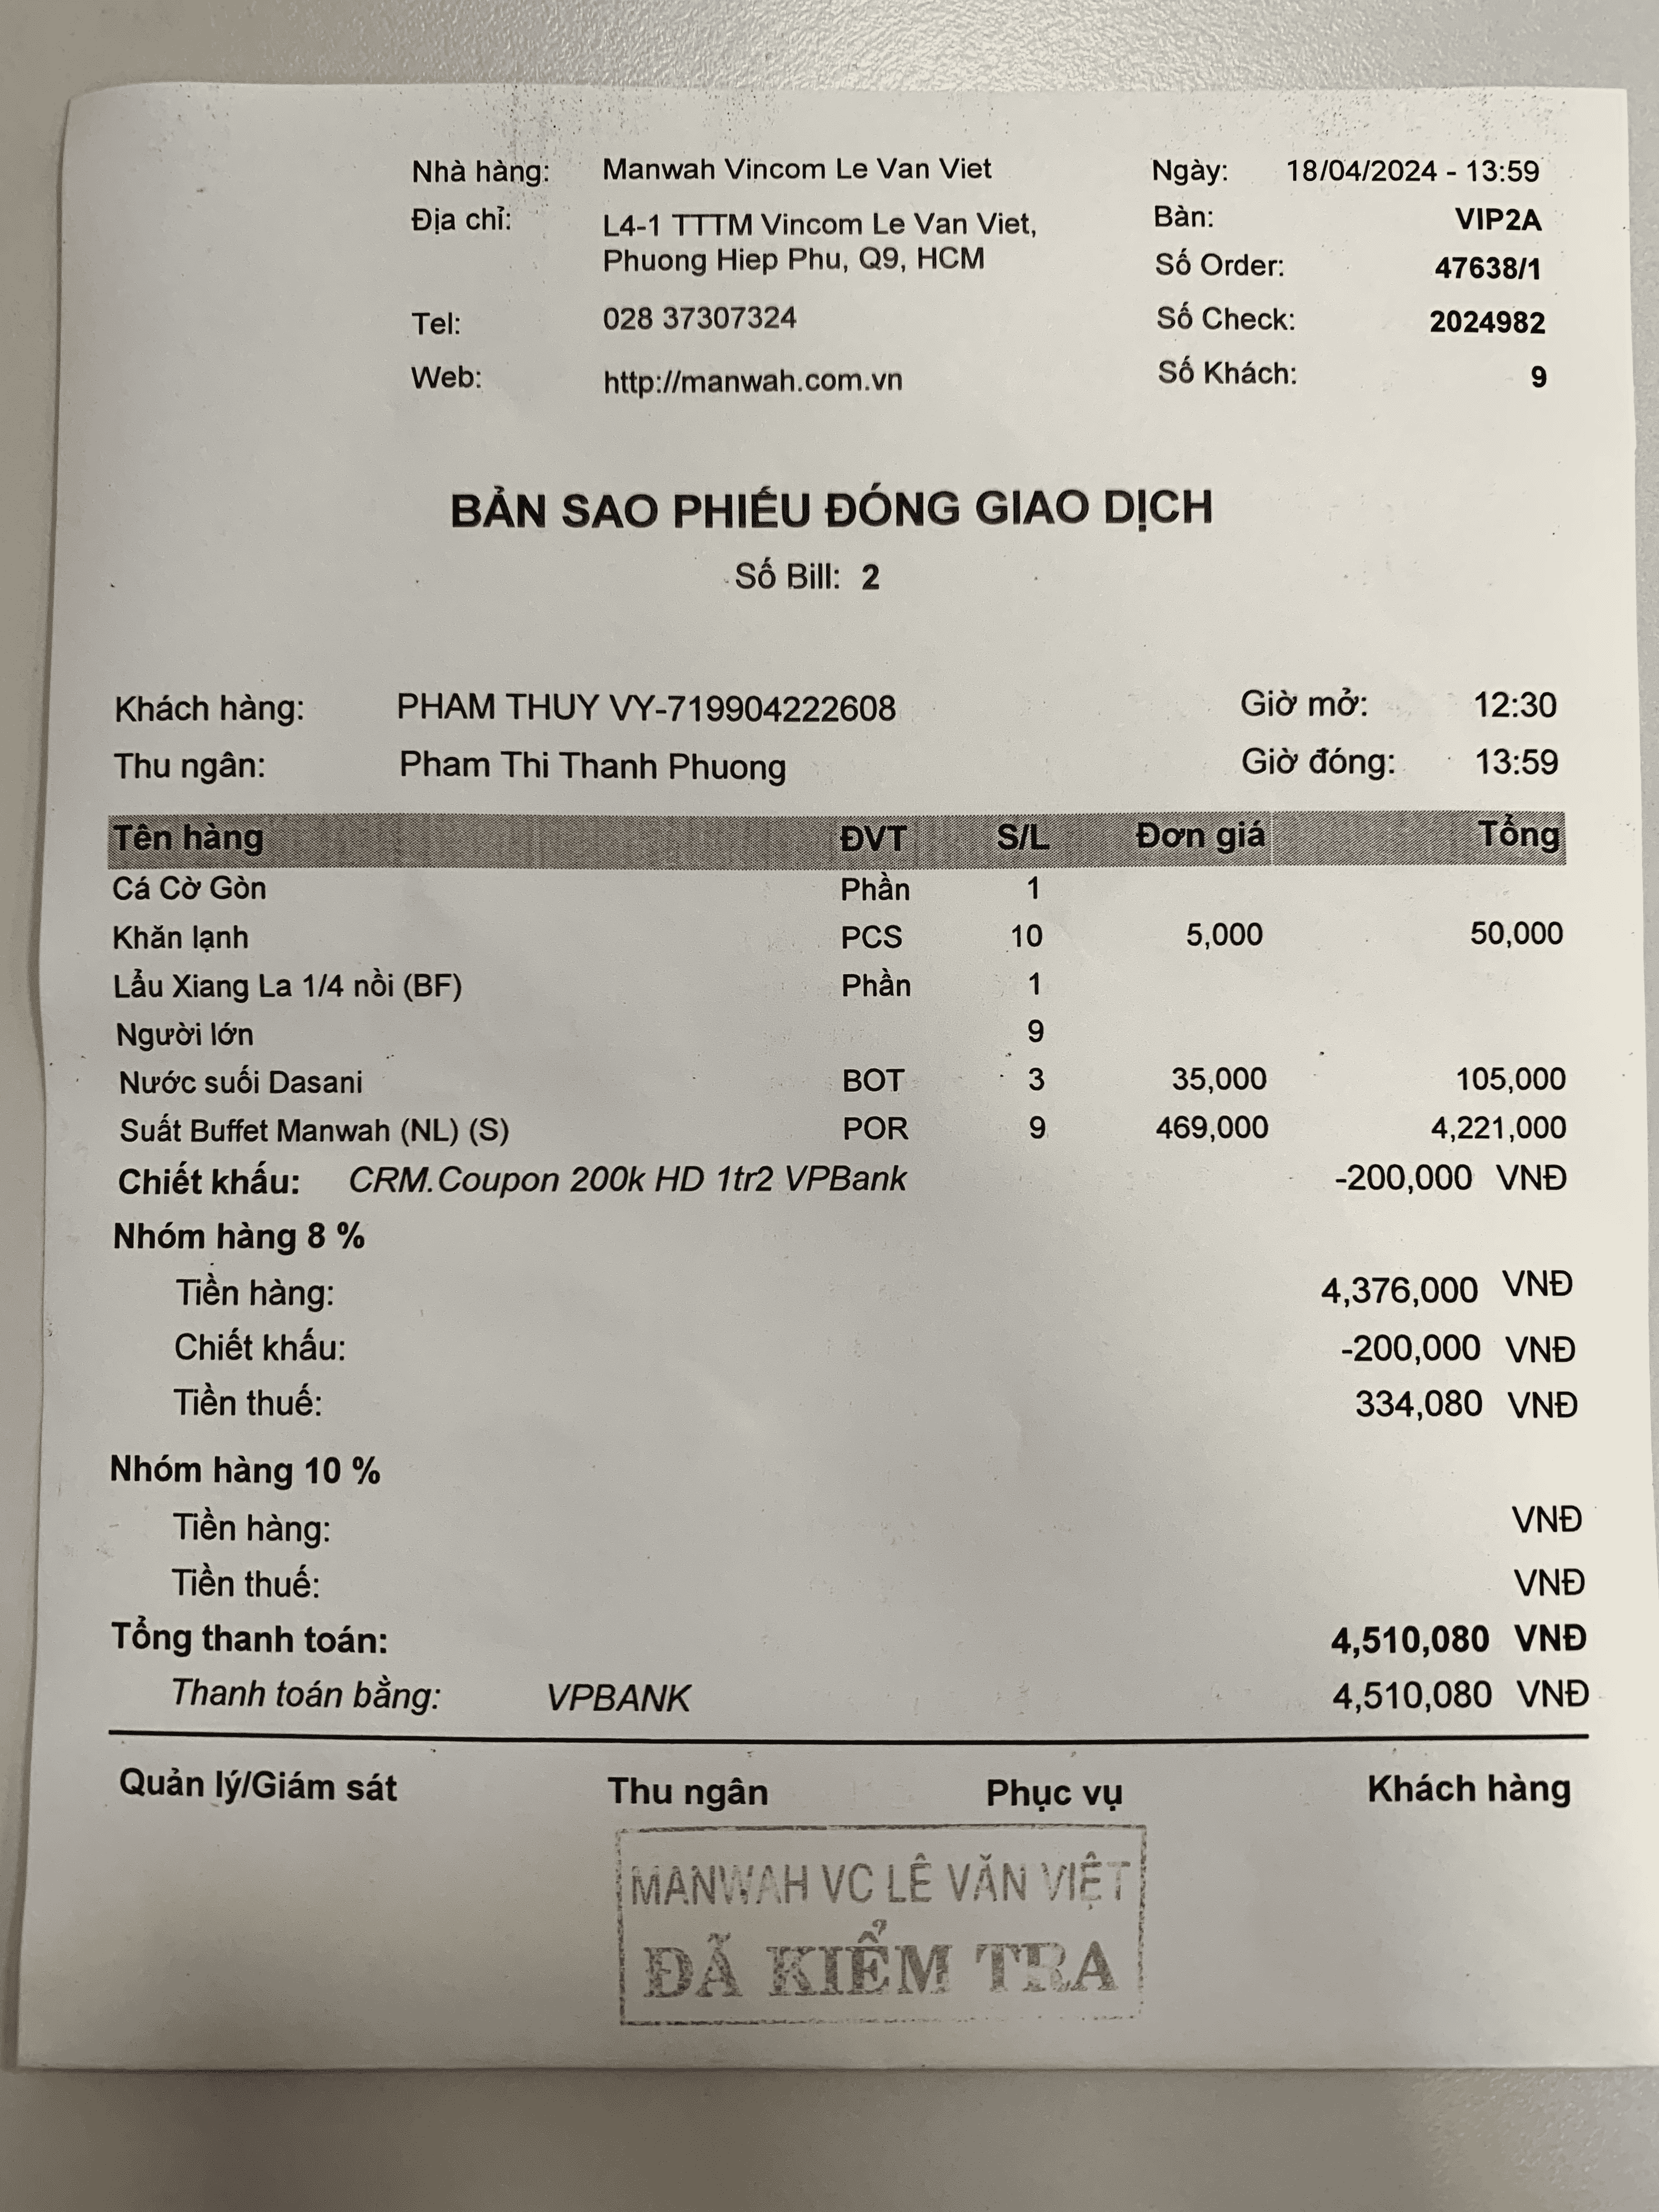 Nhà hàng: Manwah Vincom Le Van Viet Ngày: 18/04/2024 - 13:59
Địa chỉ: L4-1 TTTM Vincom Le Van Viet, Bàn: VIP2A
Phuong Hiep Phu, Q9, HCM Số Order: 47638/1
Tel: 028 37307324 Số Check: 2024982
Web: http://manwah.com.vn Số Khách: 9
BẢN SAO PHIẾU ĐÓNG GIAO DỊCH
Số Bill: 2
Khách hàng: PHAM THUY VY-719904222608 Giờ mở: 12:30
Thu ngân: Pham Thi Thanh Phuong Giờ đóng: 13:59
Tên hàng ĐVT S/L Đơn giá Tổng
Cá Cờ Gòn Phần 1
Khăn lạnh PCS 10 5,000 50,000
Lẩu Xiang La 1/4 nồi (BF) Phần 1
Người lớn 9
Nước suối Dasani BOT 3 35,000 105,000
Suất Buffet Manwah (NL) (S) POR 9 469,000 4,221,000
Chiết khấu: CRM.Coupon 200k HD 1tr2 VPBank -200,000 VNĐ
Nhóm hàng 8 %
Tiền hàng: 4,376,000 VNĐ
Chiết khấu: -200,000 VNĐ
Tiền thuế: 334,080 VNĐ
Nhóm hàng 10 %
Tiền hàng: VNĐ
Tiền thuế: VNĐ
Tổng thanh toán: 4,510,080 VNĐ
Thanh toán bằng: VPBANK 4,510,080 VNĐ
Quản lý/Giám sát Thu ngân Phục vụ Khách hàng
MANWAH VC LÊ VĂN VIỆT
ĐÃ KIỂM TRA